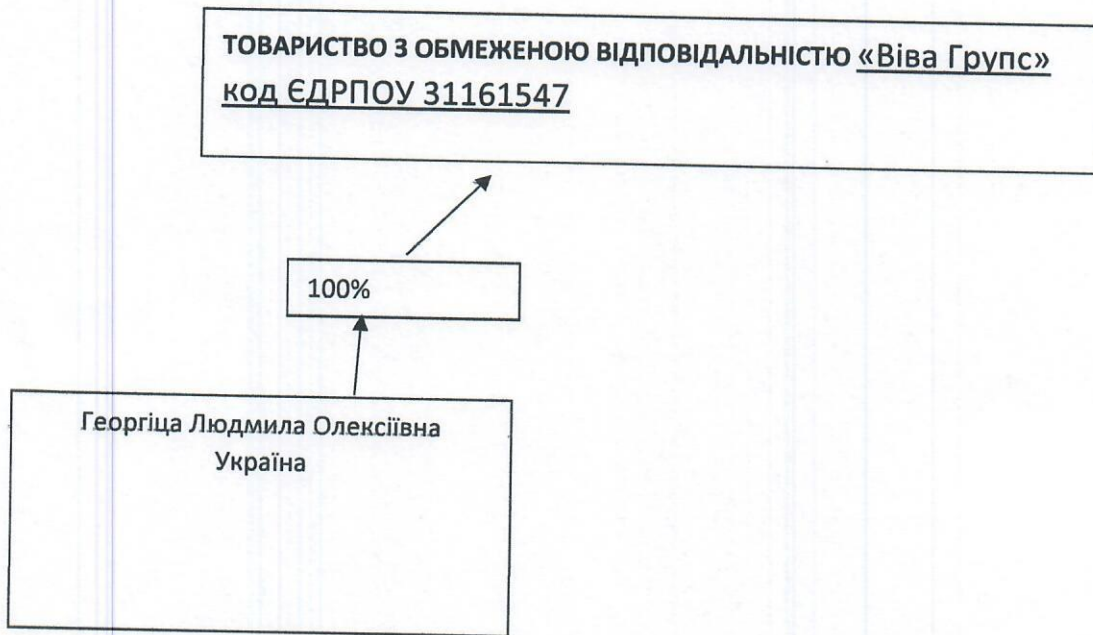 ТОВАРИСТВО З ОБМЕЖЕНОЮ ВІДПОВІДАЛЬНІСТЮ «Віва Групс»
код ЄДРПОУ 31161547
100%
Георгіца Людмила Олексіївна
Україна